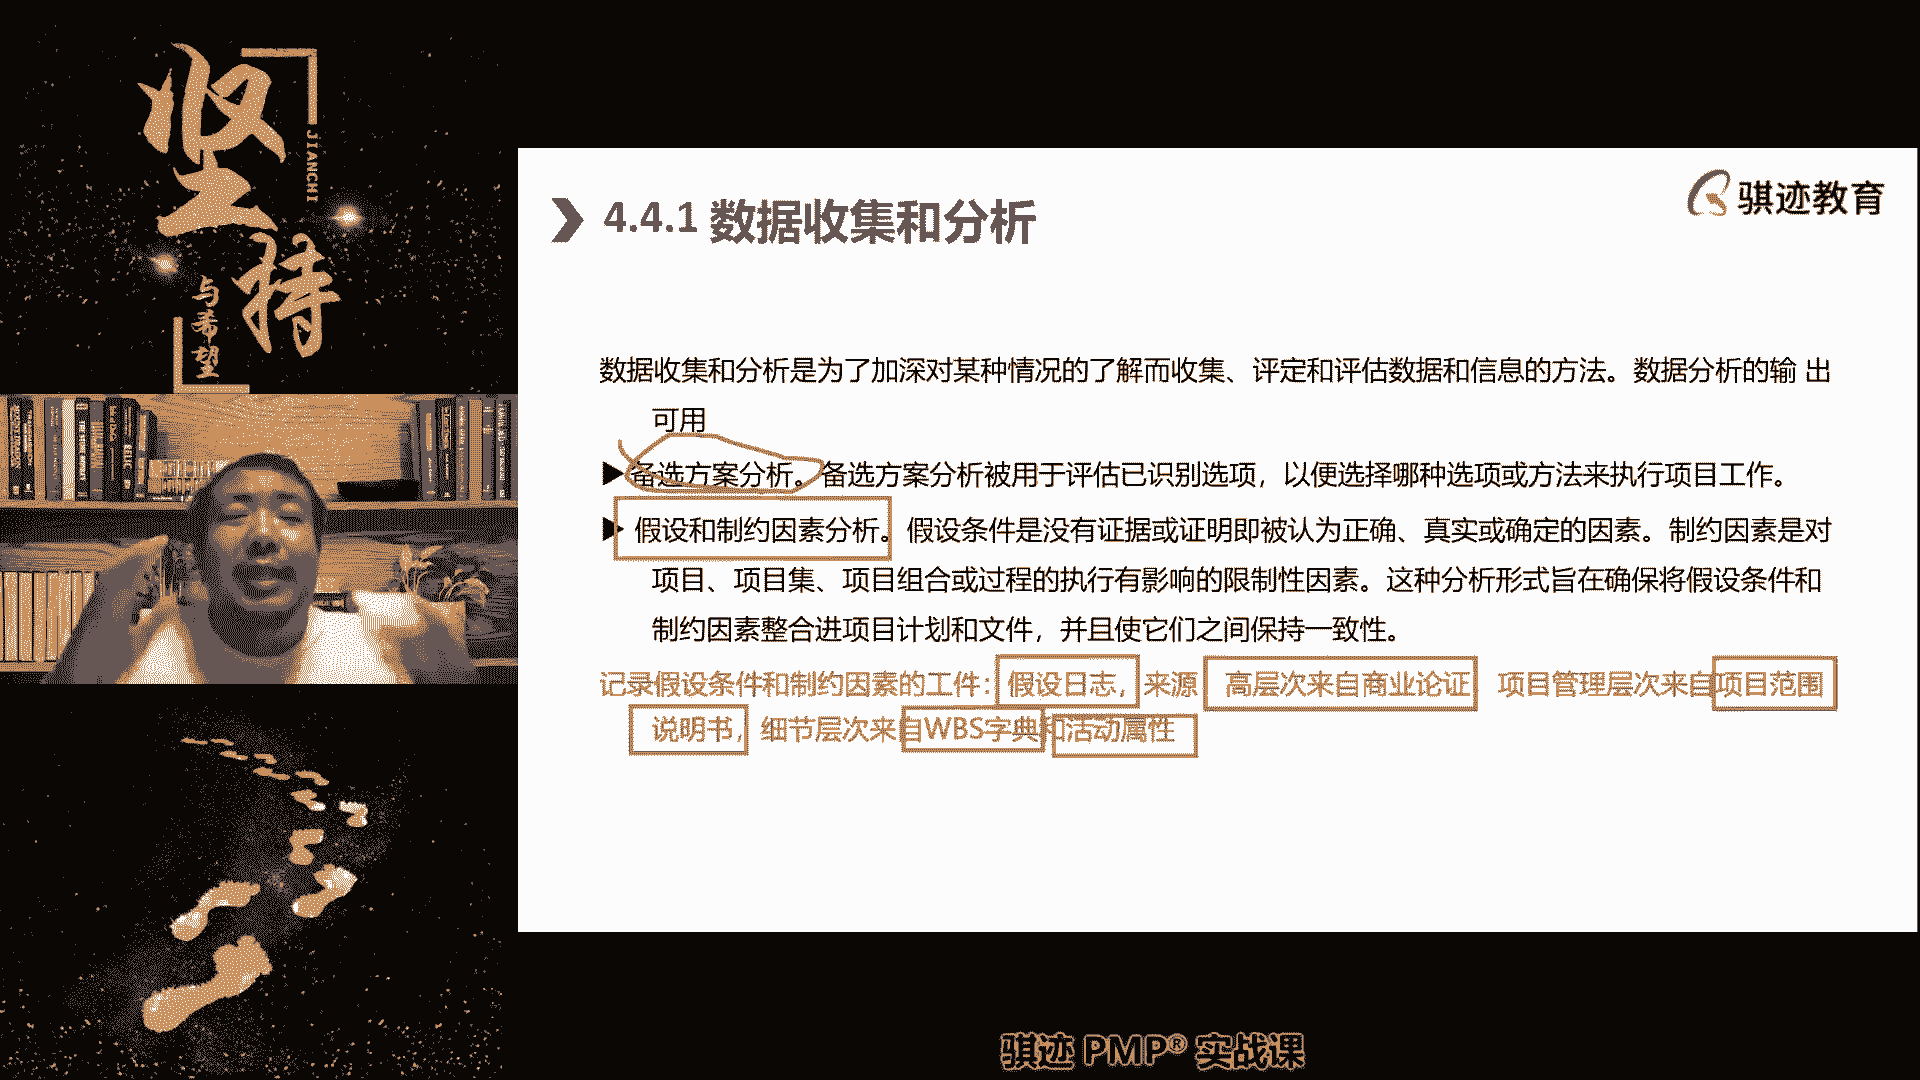 坚持
JIANCHI
与希望
骐迹教育
4.4.1 数据收集和分析
数据收集和分析是为了加深对某种情况的了解而收集、评定和评估数据和信息的方法。数据分析的输 出
可用
备选方案分析。备选方案分析被用于评估已识别选项，以便选择哪种选项或方法来执行项目工作。
假设和制约因素分析。假设条件是没有证据或证明即被认为正确、真实或确定的因素。制约因素是对
项目、项目集、项目组合或过程的执行有影响的限制性因素。这种分析形式旨在确保将假设条件和
制约因素整合进项目计划和文件，并且使它们之间保持一致性。
记录假设条件和制约因素的工件：假设日志，来源 高层次来自商业论证 项目管理层次来自项目范围
说明书，细节层次来自WBS字典和活动属性
骐迹 PMP® 实战课